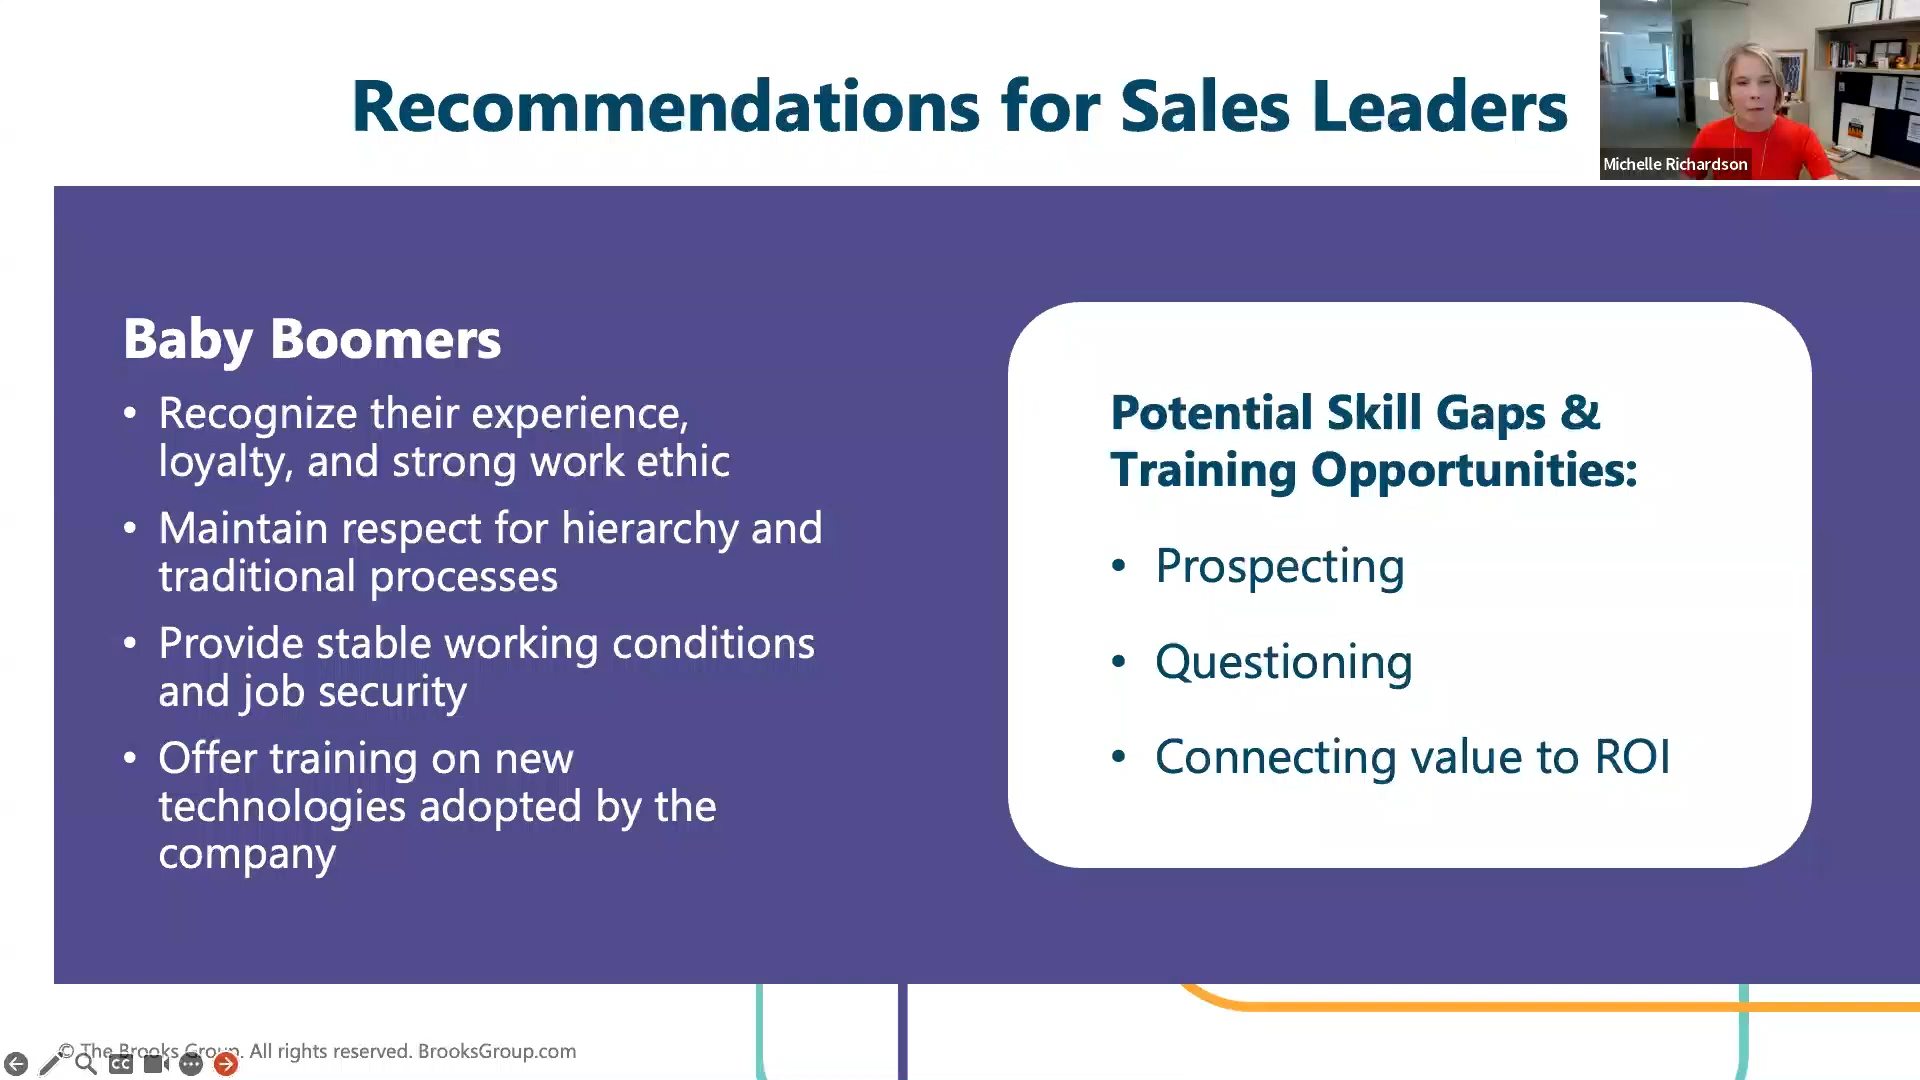 Recommendations for Sales Leaders
Michelle Richardson
Baby Boomers
• Recognize their experience,
loyalty, and strong work ethic
• Maintain respect for hierarchy and
traditional processes
• Provide stable working conditions
and job security
• Offer training on new
technologies adopted by the
company
Potential Skill Gaps &
Training Opportunities:
• Prospecting
• Questioning
• Connecting value to ROI
© The Brooks Group. All rights reserved. BrooksGroup.com
CC